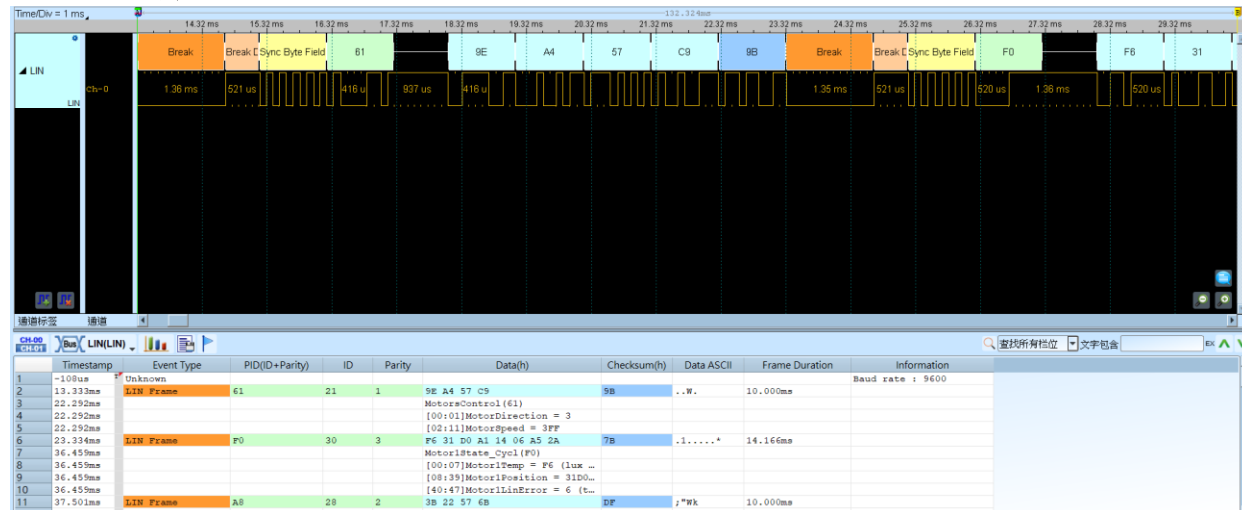 Time/Div = 1 ms
132.324ms
14.32 ms 15.32 ms 16.32 ms 17.32 ms 18.32 ms 19.32 ms 20.32 ms 21.32 ms 22.32 ms 23.32 ms 24.32 ms 25.32 ms 26.32 ms 27.32 ms 28.32 ms 29.32 ms
Break Break D Sync Byte Field 61 9E A4 57 C9 9B Break Break D Sync Byte Field F0 F6 31
LIN
Ch-0 1.36 ms 521 us 416 u 937 us 416 u 1.35 ms 521 us 520 us 1.36 ms 520 us
LIN
通道标签 通道
CH-00 CH-01 Bus LIN(LIN) 查找所有栏位 文字包含 EX
Timestamp Event Type PID(ID+Parity) ID Parity Data(h) Checksum(h) Data ASCII Frame Duration Information
1 -108us Unknown Baud rate : 9600
2 13.333ms LIN Frame 61 21 1 9E A4 57 C9 9B ..W. 10.000ms
3 22.292ms MotorsControl(61)
4 22.292ms [00:01]MotorDirection = 3
5 22.292ms [02:11]MotorSpeed = 3FF
6 23.334ms LIN Frame F0 30 3 F6 31 D0 A1 14 06 A5 2A 7B .1.....* 14.166ms
7 36.459ms Motor1State_Cycl(F0)
8 36.459ms [00:07]Motor1Temp = F6 (lux ...
9 36.459ms [08:39]Motor1Position = 31D0...
10 36.459ms [40:47]Motor1LinError = 6 (t...
11 37.501ms LIN Frame A8 28 2 3B 22 57 6B DF ;"Wk 10.000ms